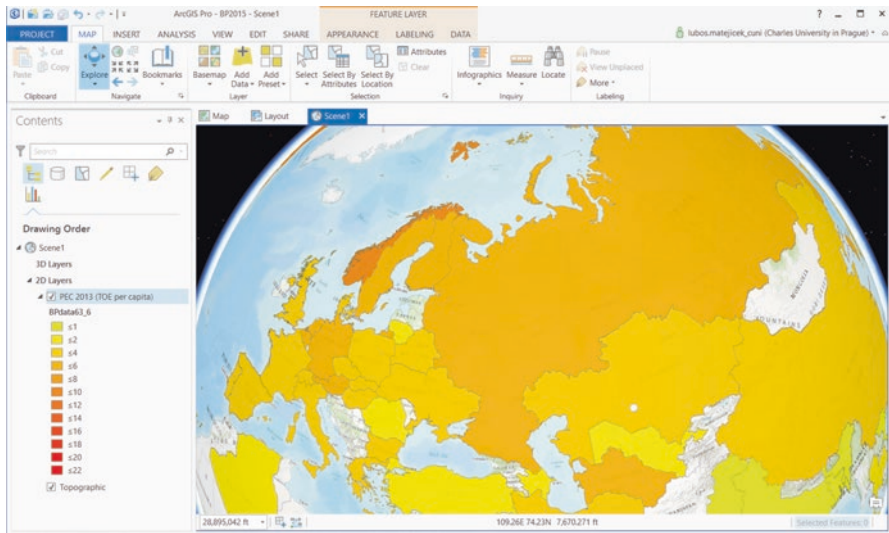 ArcGIS Pro - BP2015 - Scene1
FEATURE LAYER
?
PROJECT MAP INSERT ANALYSIS VIEW EDIT SHARE APPEARANCE LABELING DATA
lubos.matejicek_cuni (Charles University in Prague)
Paste
Cut
Copy
Clipboard
Explore
Bookmarks
Navigate
Basemap
Add Data
Add Preset
Layer
Select
Select By Attributes
Select By Location
Attributes
Clear
Selection
Infographics
Measure
Locate
Inquiry
Pause
View Unplaced
More
Labeling
Contents
Search
Drawing Order
Scene1
3D Layers
2D Layers
PEC 2013 (TOE per capita)
BPdata63_6
≤1
≤2
≤4
≤6
≤8
≤10
≤12
≤14
≤16
≤18
≤20
≤22
Topographic
Map
Layout
Scene1
MONGOLIA
MOUNTAINS
28,895,042 ft
109.26E 74.23N 7,670,271 ft
Selected Features: 0